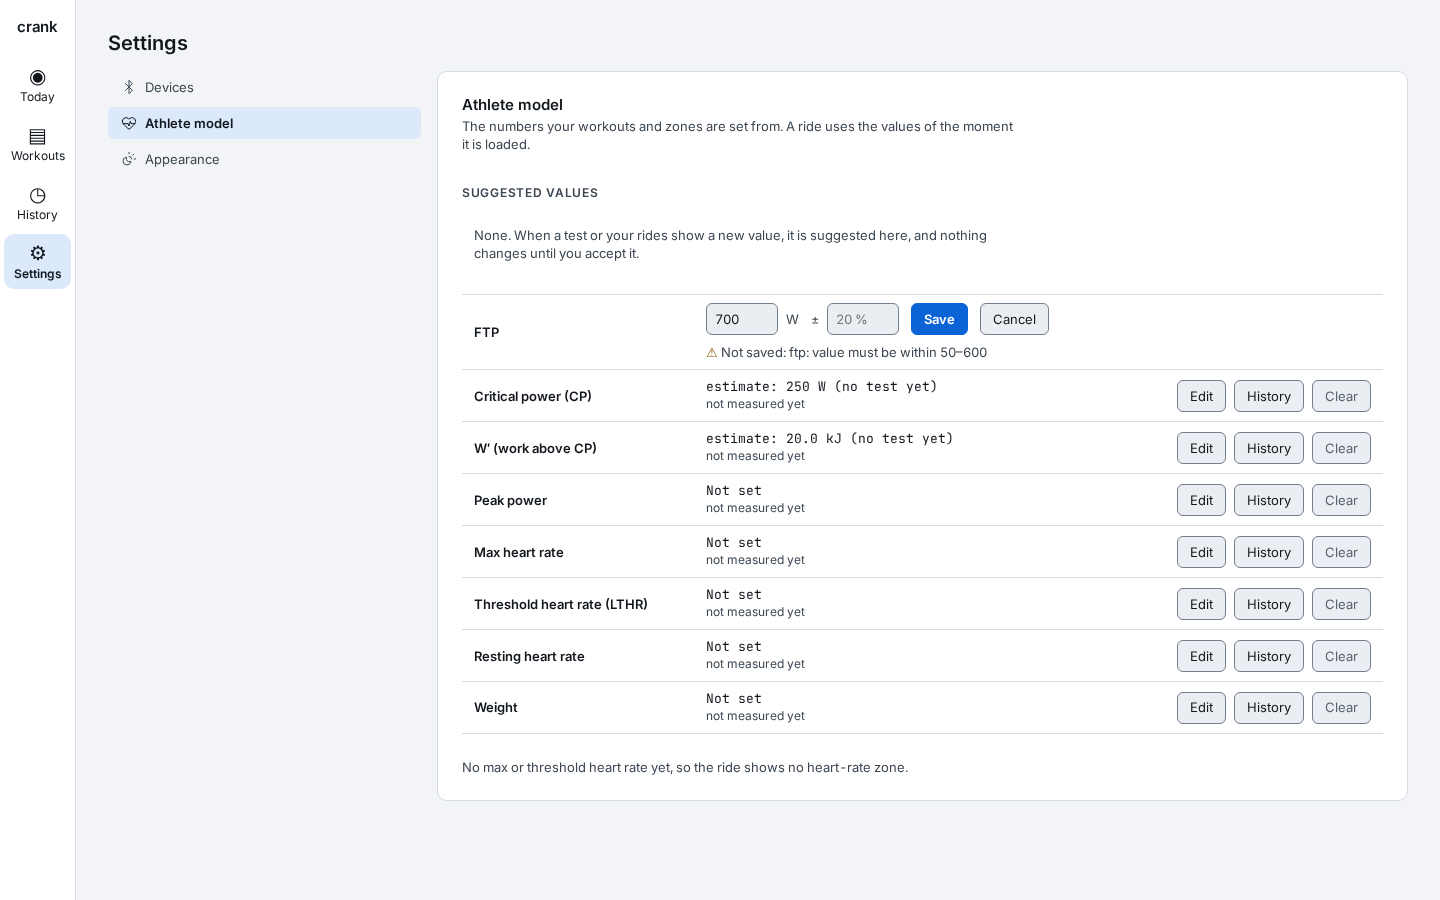 crank
Today
Workouts
History
Settings
Settings
Devices
Athlete model
Appearance
Athlete model
The numbers your workouts and zones are set from. A ride uses the values of the moment
it is loaded.
SUGGESTED VALUES
None. When a test or your rides show a new value, it is suggested here, and nothing
changes until you accept it.
FTP 700 W ± 20 % Save Cancel
⚠ Not saved: ftp: value must be within 50–600
Critical power (CP) estimate: 250 W (no test yet) Edit History Clear
not measured yet
W′ (work above CP) estimate: 20.0 kJ (no test yet) Edit History Clear
not measured yet
Peak power Not set Edit History Clear
not measured yet
Max heart rate Not set Edit History Clear
not measured yet
Threshold heart rate (LTHR) Not set Edit History Clear
not measured yet
Resting heart rate Not set Edit History Clear
not measured yet
Weight Not set Edit History Clear
not measured yet
No max or threshold heart rate yet, so the ride shows no heart-rate zone.